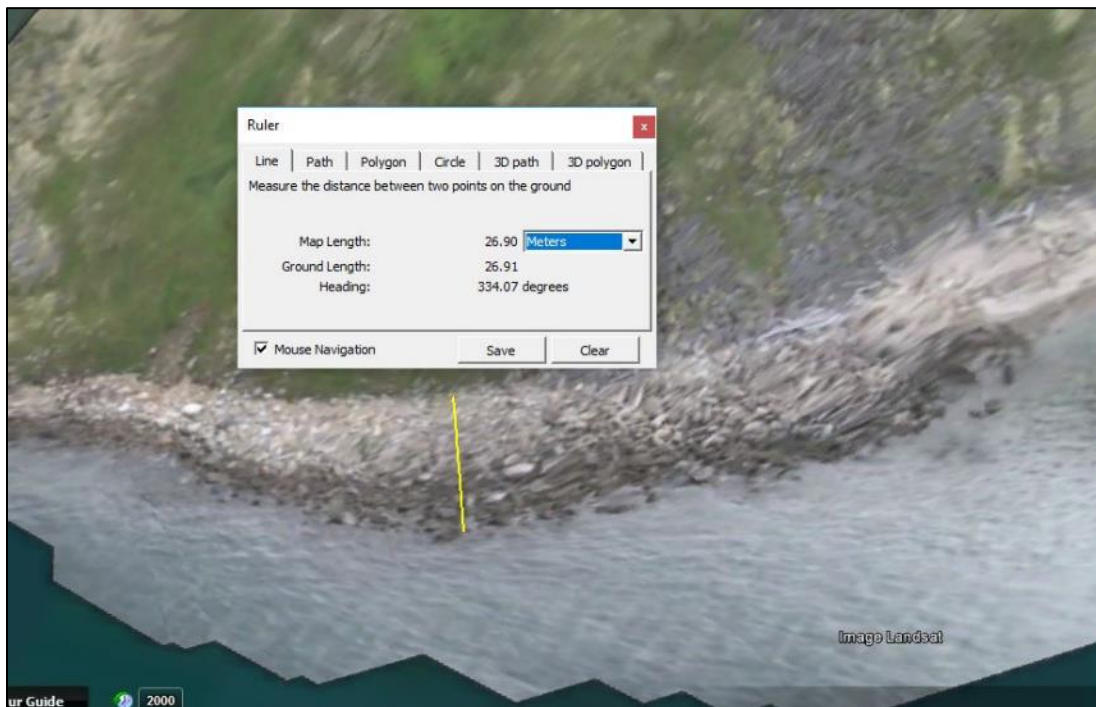 Ruler
Line Path Polygon Circle 3D path 3D polygon
Measure the distance between two points on the ground
Map Length: 26.90 Meters
Ground Length: 26.91
Heading: 334.07 degrees
Mouse Navigation Save Clear
Image Landsat
ur Guide 2000